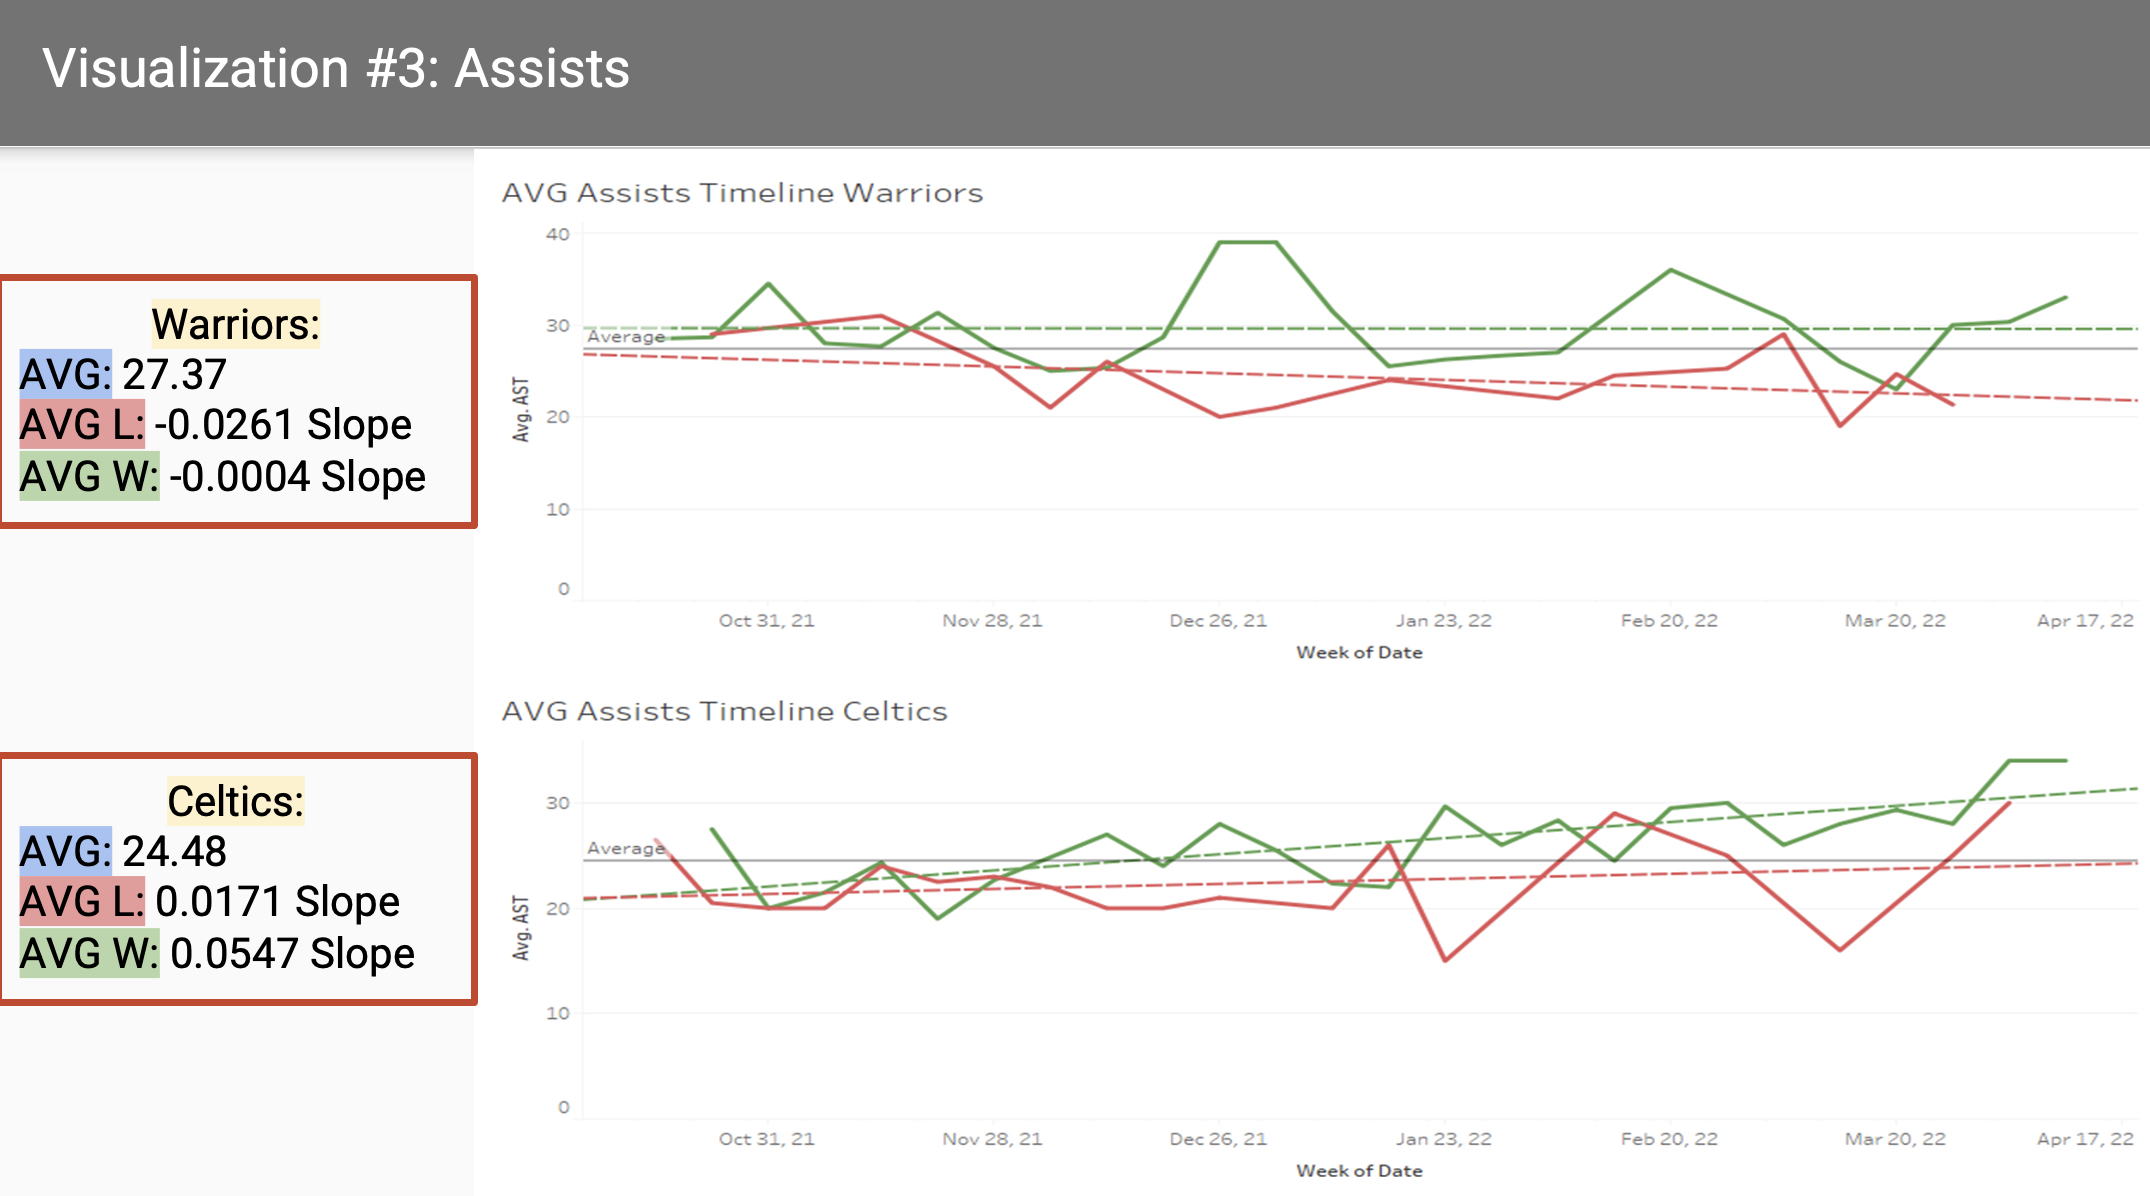 Visualization #3: Assists
Warriors:
AVG: 27.37
AVG L: -0.0261 Slope
AVG W: -0.0004 Slope
Celtics:
AVG: 24.48
AVG L: 0.0171 Slope
AVG W: 0.0547 Slope
AVG Assists Timeline Warriors
Avg. AST
40
30
20
10
0
Average
Oct 31, 21 Nov 28, 21 Dec 26, 21 Jan 23, 22 Feb 20, 22 Mar 20, 22 Apr 17, 22
Week of Date
AVG Assists Timeline Celtics
Avg. AST
30
20
10
0
Average
Oct 31, 21 Nov 28, 21 Dec 26, 21 Jan 23, 22 Feb 20, 22 Mar 20, 22 Apr 17, 22
Week of Date